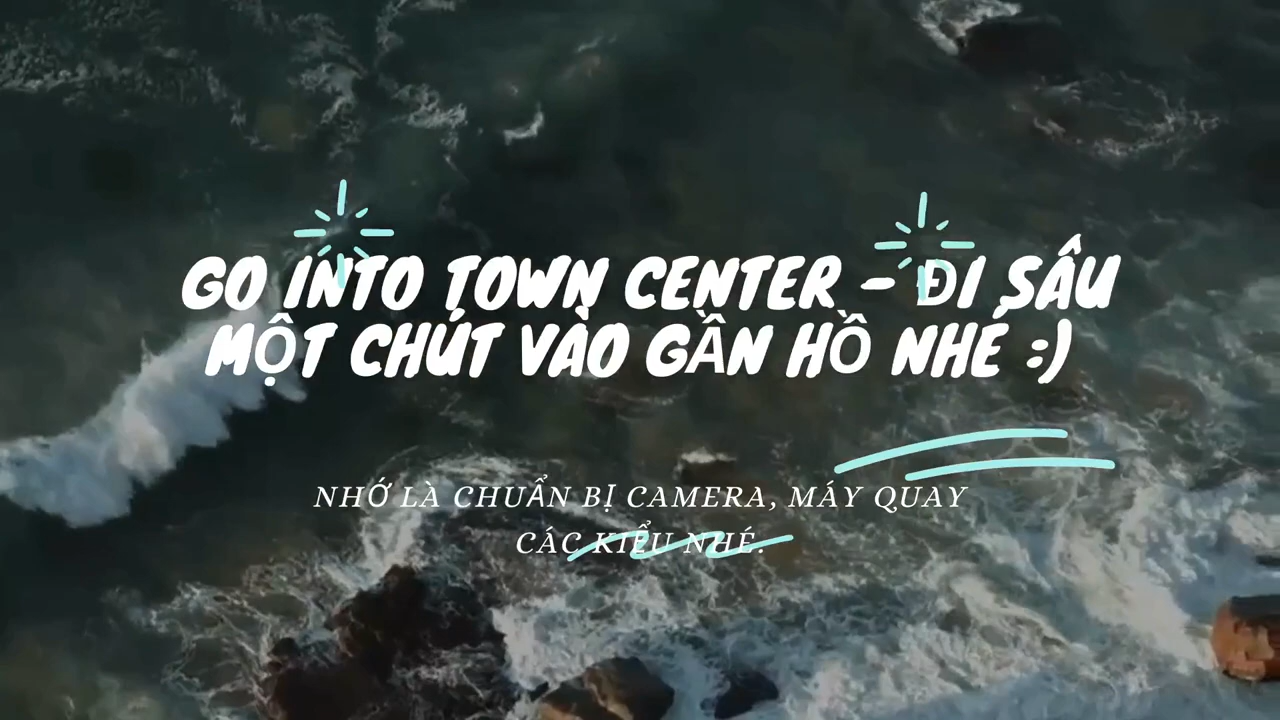 GO INTO TOWN CENTER – ĐI SÂU
MỘT CHÚT VÀO GẦN HỒ NHÉ :)
NHỚ LÀ CHUẨN BỊ CAMERA, MÁY QUAY
CÁC KIỂU NHÉ.